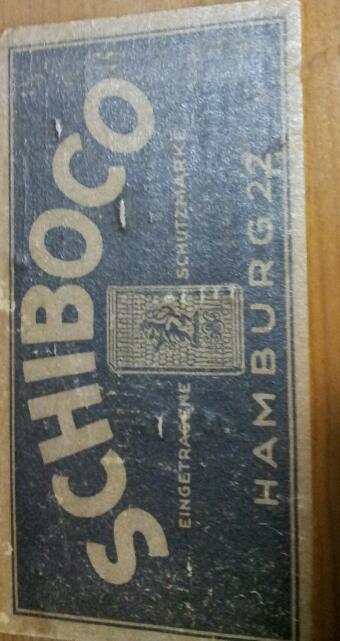 SCHIBOCO
EINGETRAGENE SCHUTZMARKE
HAMBURG 22